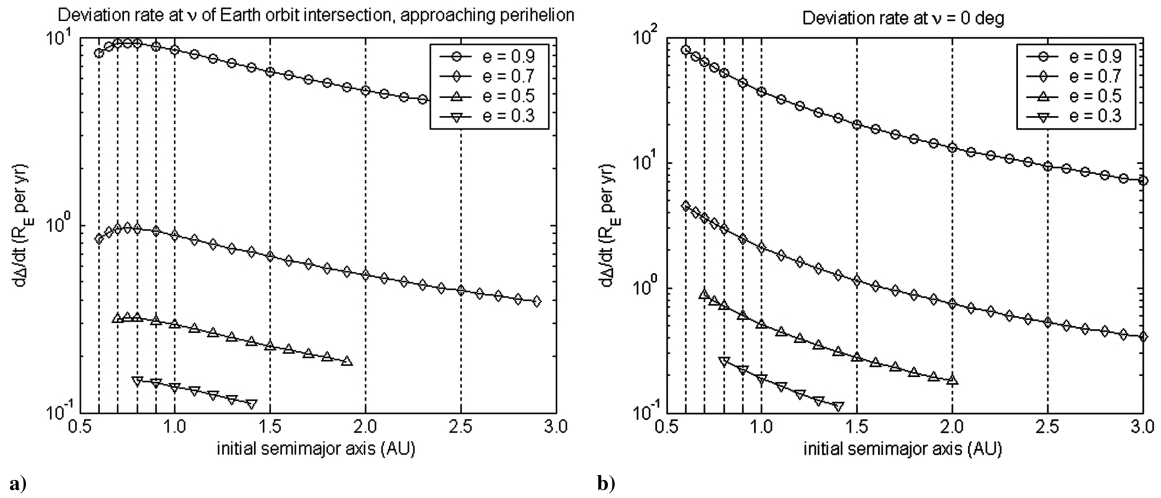 Deviation rate at ν of Earth orbit intersection, approaching perihelion
10^1
10^0
10^-1
dΔ/dt (R_E per yr)
e = 0.9
e = 0.7
e = 0.5
e = 0.3
0.5 1.0 1.5 2.0 2.5 3.0
initial semimajor axis (AU)
a)
Deviation rate at ν = 0 deg
10^2
10^1
10^0
10^-1
dΔ/dt (R_E per yr)
e = 0.9
e = 0.7
e = 0.5
e = 0.3
0.5 1.0 1.5 2.0 2.5 3.0
initial semimajor axis (AU)
b)